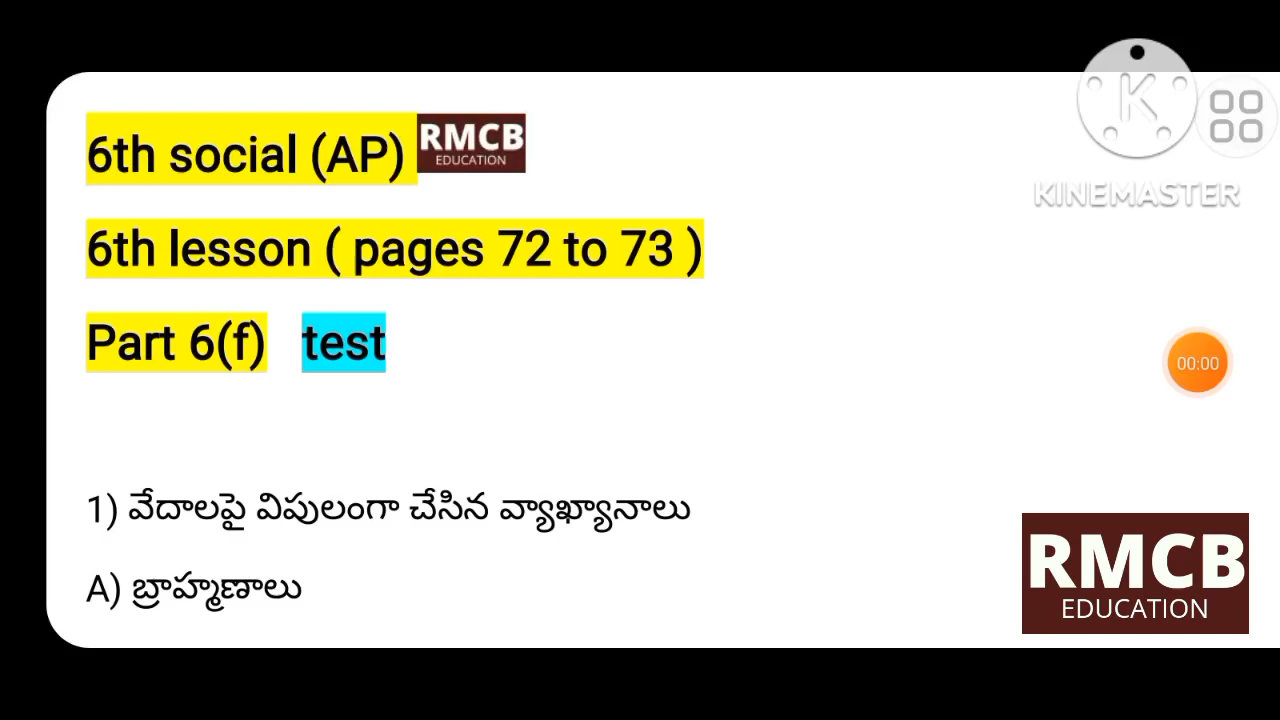 6th social (AP) RMCB
EDUCATION
KINEMASTER
6th lesson ( pages 72 to 73 )
Part 6(f) test
00:00
1) వేదాలపై విపులంగా చేసిన వ్యాఖ్యానాలు
A) బ్రాహ్మణాలు
RMCB
EDUCATION